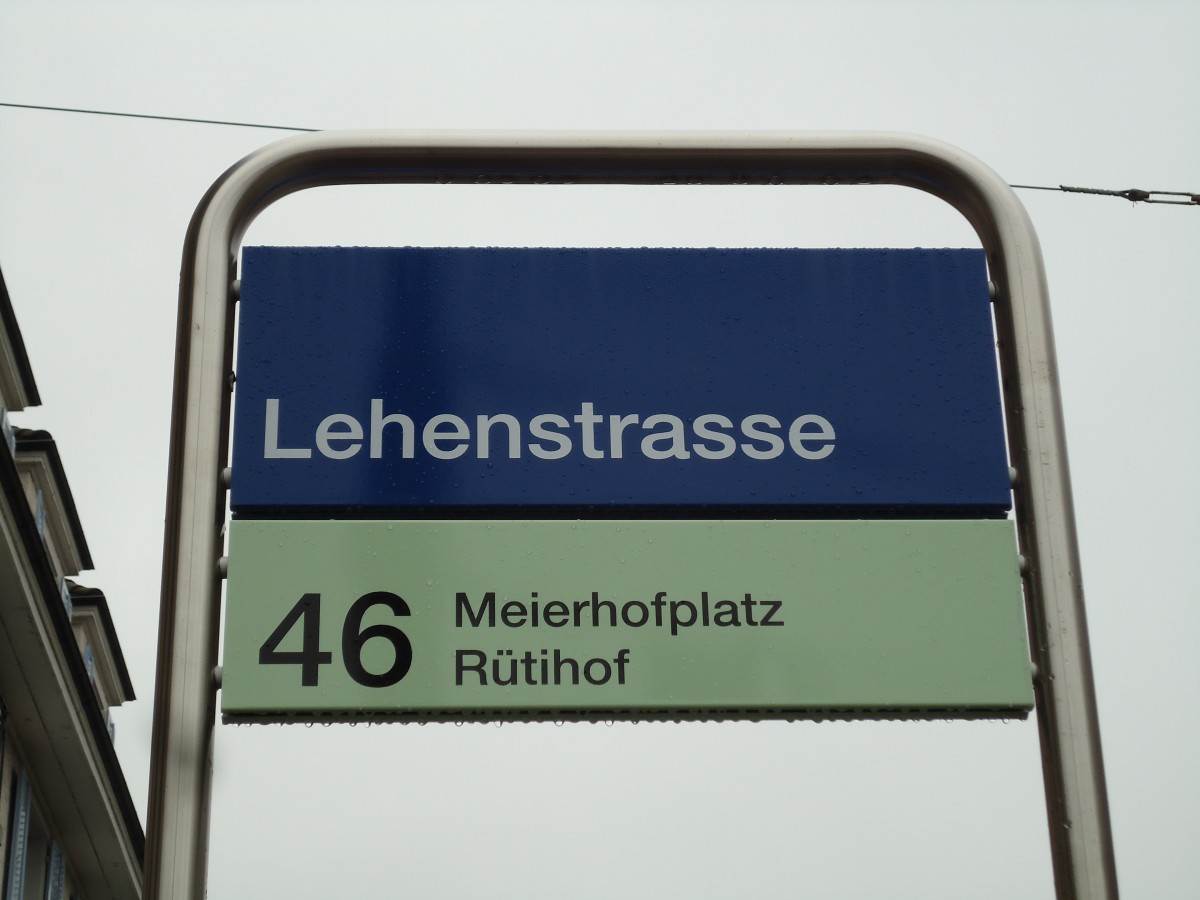 Lehenstrasse
46 Meierhofplatz
Rütihof